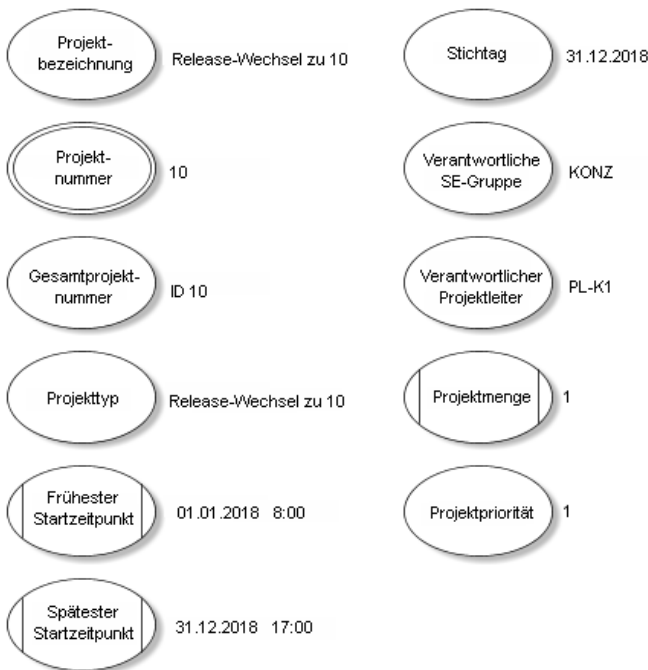 Projekt-
bezeichnung
Release-Wechsel zu 10
Projekt-
nummer
10
Gesamtprojekt-
nummer
ID 10
Projekttyp
Release-Wechsel zu 10
Frühester
Startzeitpunkt
01.01.2018 8:00
Spätester
Startzeitpunkt
31.12.2018 17:00
Stichtag
31.12.2018
Verantwortliche
SE-Gruppe
KONZ
Verantwortlicher
Projektleiter
PL-K1
Projektmenge
1
Projektpriorität
1